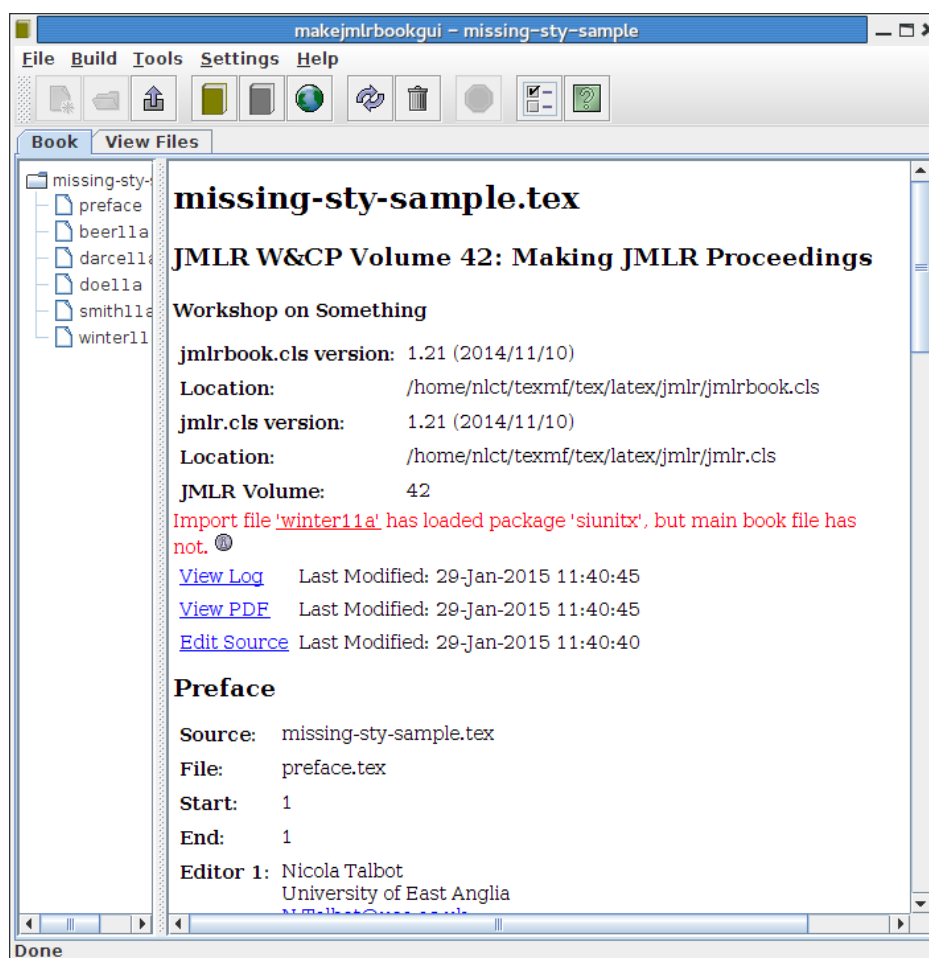 makejmlrbookgui – missing-sty-sample
File Build Tools Settings Help
Book View Files
missing-sty-
preface
beer11a
darcel1a
doe11a
smith11a
winter11
missing-sty-sample.tex
JMLR W&CP Volume 42: Making JMLR Proceedings
Workshop on Something
jmlrbook.cls version: 1.21 (2014/11/10)
Location: /home/nlct/texmf/tex/latex/jmlr/jmlrbook.cls
jmlr.cls version: 1.21 (2014/11/10)
Location: /home/nlct/texmf/tex/latex/jmlr/jmlr.cls
JMLR Volume: 42
Import file 'winter11a' has loaded package 'siunitx', but main book file has
not.
View Log Last Modified: 29-Jan-2015 11:40:45
View PDF Last Modified: 29-Jan-2015 11:40:45
Edit Source Last Modified: 29-Jan-2015 11:40:40
Preface
Source: missing-sty-sample.tex
File: preface.tex
Start: 1
End: 1
Editor 1: Nicola Talbot
University of East Anglia
Done